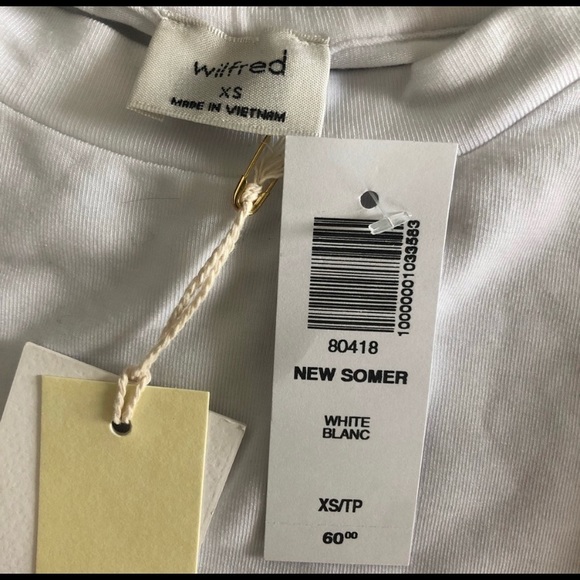 wilfred
XS
MADE IN VIETNAM
10000001033583
80418
NEW SOMER
WHITE
BLANC
XS/TP
60⁰⁰